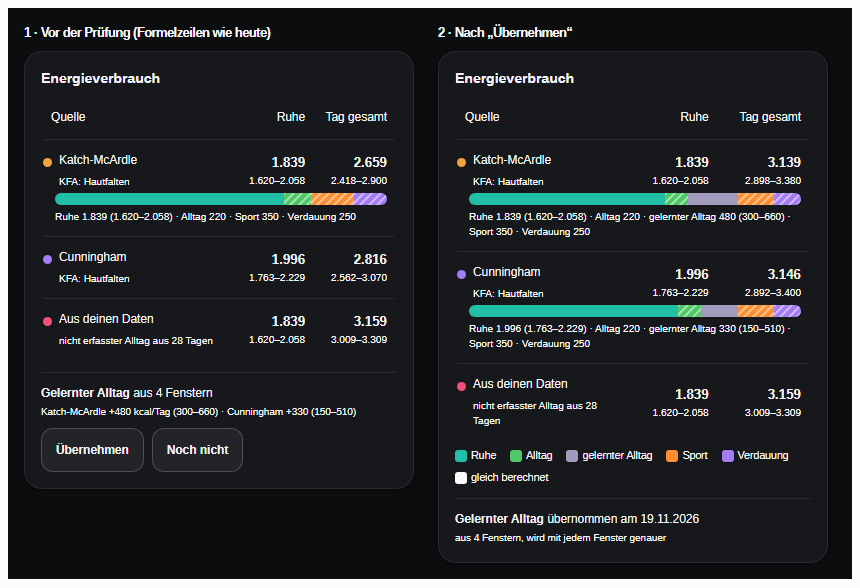 1 · Vor der Prüfung (Formelzeilen wie heute)
Energieverbrauch
Quelle Ruhe Tag gesamt
Katch-McArdle 1.839 2.659
KFA: Hautfalten 1.620–2.058 2.418–2.900
Ruhe 1.839 (1.620–2.058) · Alltag 220 · Sport 350 · Verdauung 250
Cunningham 1.996 2.816
KFA: Hautfalten 1.763–2.229 2.562–3.070
Aus deinen Daten 1.839 3.159
nicht erfasster Alltag aus 28 Tagen 1.620–2.058 3.009–3.309
Gelernter Alltag aus 4 Fenstern
Katch-McArdle +480 kcal/Tag (300–660) · Cunningham +330 (150–510)
Übernehmen Noch nicht
2 · Nach „Übernehmen“
Energieverbrauch
Quelle Ruhe Tag gesamt
Katch-McArdle 1.839 3.139
KFA: Hautfalten 1.620–2.058 2.898–3.380
Ruhe 1.839 (1.620–2.058) · Alltag 220 · gelernter Alltag 480 (300–660) ·
Sport 350 · Verdauung 250
Cunningham 1.996 3.146
KFA: Hautfalten 1.763–2.229 2.892–3.400
Ruhe 1.996 (1.763–2.229) · Alltag 220 · gelernter Alltag 330 (150–510) ·
Sport 350 · Verdauung 250
Aus deinen Daten 1.839 3.159
nicht erfasster Alltag aus 28 1.620–2.058 3.009–3.309
Tagen
Ruhe Alltag gelernter Alltag Sport Verdauung
gleich berechnet
Gelernter Alltag übernommen am 19.11.2026
aus 4 Fenstern, wird mit jedem Fenster genauer